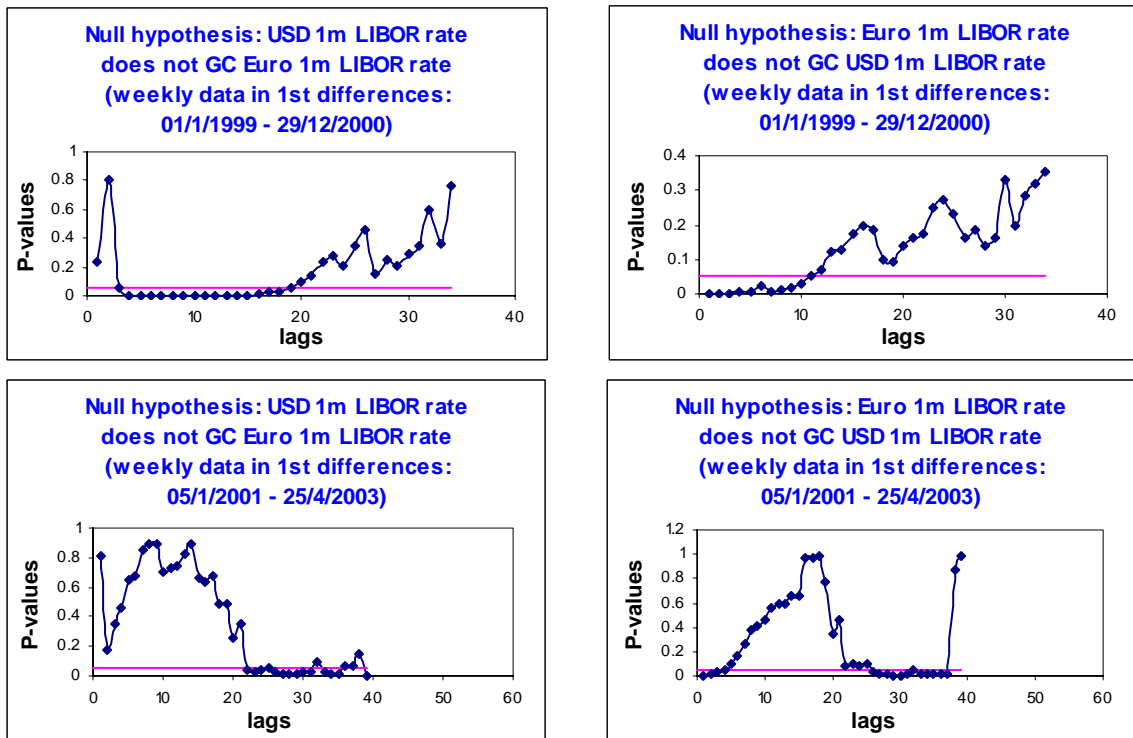 Null hypothesis: USD 1m LIBOR rate
does not GC Euro 1m LIBOR rate
(weekly data in 1st differences:
01/1/1999 - 29/12/2000)
P-values
1
0.8
0.6
0.4
0.2
0
0 10 20 30 40
lags
Null hypothesis: Euro 1m LIBOR rate
does not GC USD 1m LIBOR rate
(weekly data in 1st differences:
01/1/1999 - 29/12/2000)
P-values
0.4
0.3
0.2
0.1
0
0 10 20 30 40
lags
Null hypothesis: USD 1m LIBOR rate
does not GC Euro 1m LIBOR rate
(weekly data in 1st differences:
05/1/2001 - 25/4/2003)
P-values
1
0.8
0.6
0.4
0.2
0
0 10 20 30 40 50 60
lags
Null hypothesis: Euro 1m LIBOR rate
does not GC USD 1m LIBOR rate
(weekly data in 1st differences:
05/1/2001 - 25/4/2003)
P-values
1.2
1
0.8
0.6
0.4
0.2
0
0 10 20 30 40 50 60
lags